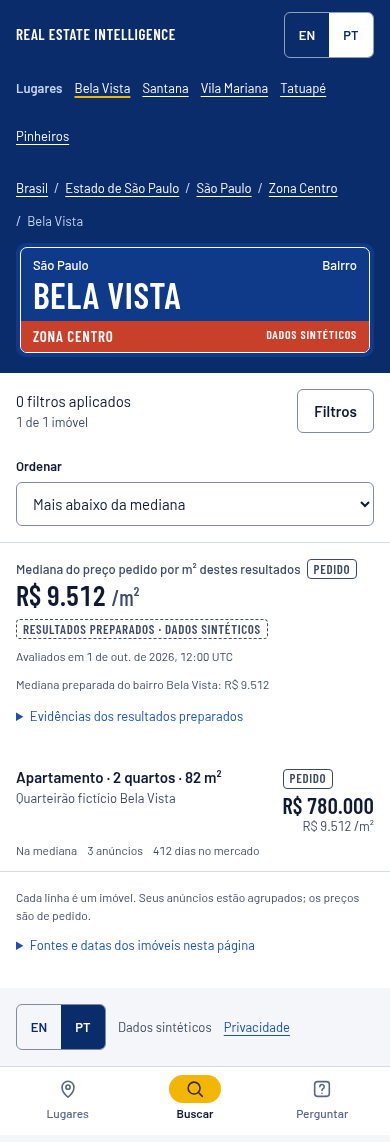 REAL ESTATE INTELLIGENCE
EN PT
Lugares Bela Vista Santana Vila Mariana Tatuapé
Pinheiros
Brasil / Estado de São Paulo / São Paulo / Zona Centro
/ Bela Vista
São Paulo Bairro
BELA VISTA
ZONA CENTRO DADOS SINTÉTICOS
0 filtros aplicados
1 de 1 imóvel
Filtros
Ordenar
Mais abaixo da mediana
Mediana do preço pedido por m² destes resultados PEDIDO
R$ 9.512 /m²
RESULTADOS PREPARADOS · DADOS SINTÉTICOS
Avaliados em 1 de out. de 2026, 12:00 UTC
Mediana preparada do bairro Bela Vista: R$ 9.512
Evidências dos resultados preparados
Apartamento · 2 quartos · 82 m² PEDIDO
Quarteirão fictício Bela Vista R$ 780.000
R$ 9.512 /m²
Na mediana 3 anúncios 412 dias no mercado
Cada linha é um imóvel. Seus anúncios estão agrupados; os preços
são de pedido.
Fontes e datas dos imóveis nesta página
EN PT Dados sintéticos Privacidade
Lugares Buscar Perguntar